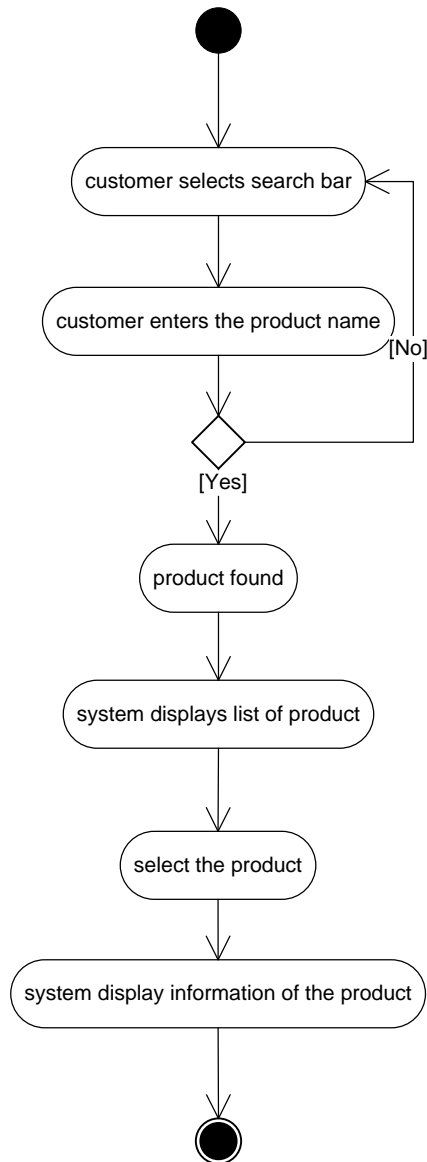 customer selects search bar
customer enters the product name
[No]
[Yes]
product found
system displays list of product
select the product
system display information of the product